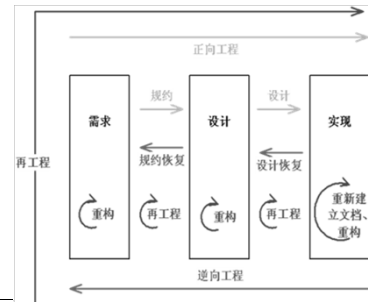 正向工程
规约
设计
需求
设计
实现
规约恢复
设计恢复
再工程
重构
再工程
重构
再工程
重新建
立文档、
重构
逆向工程